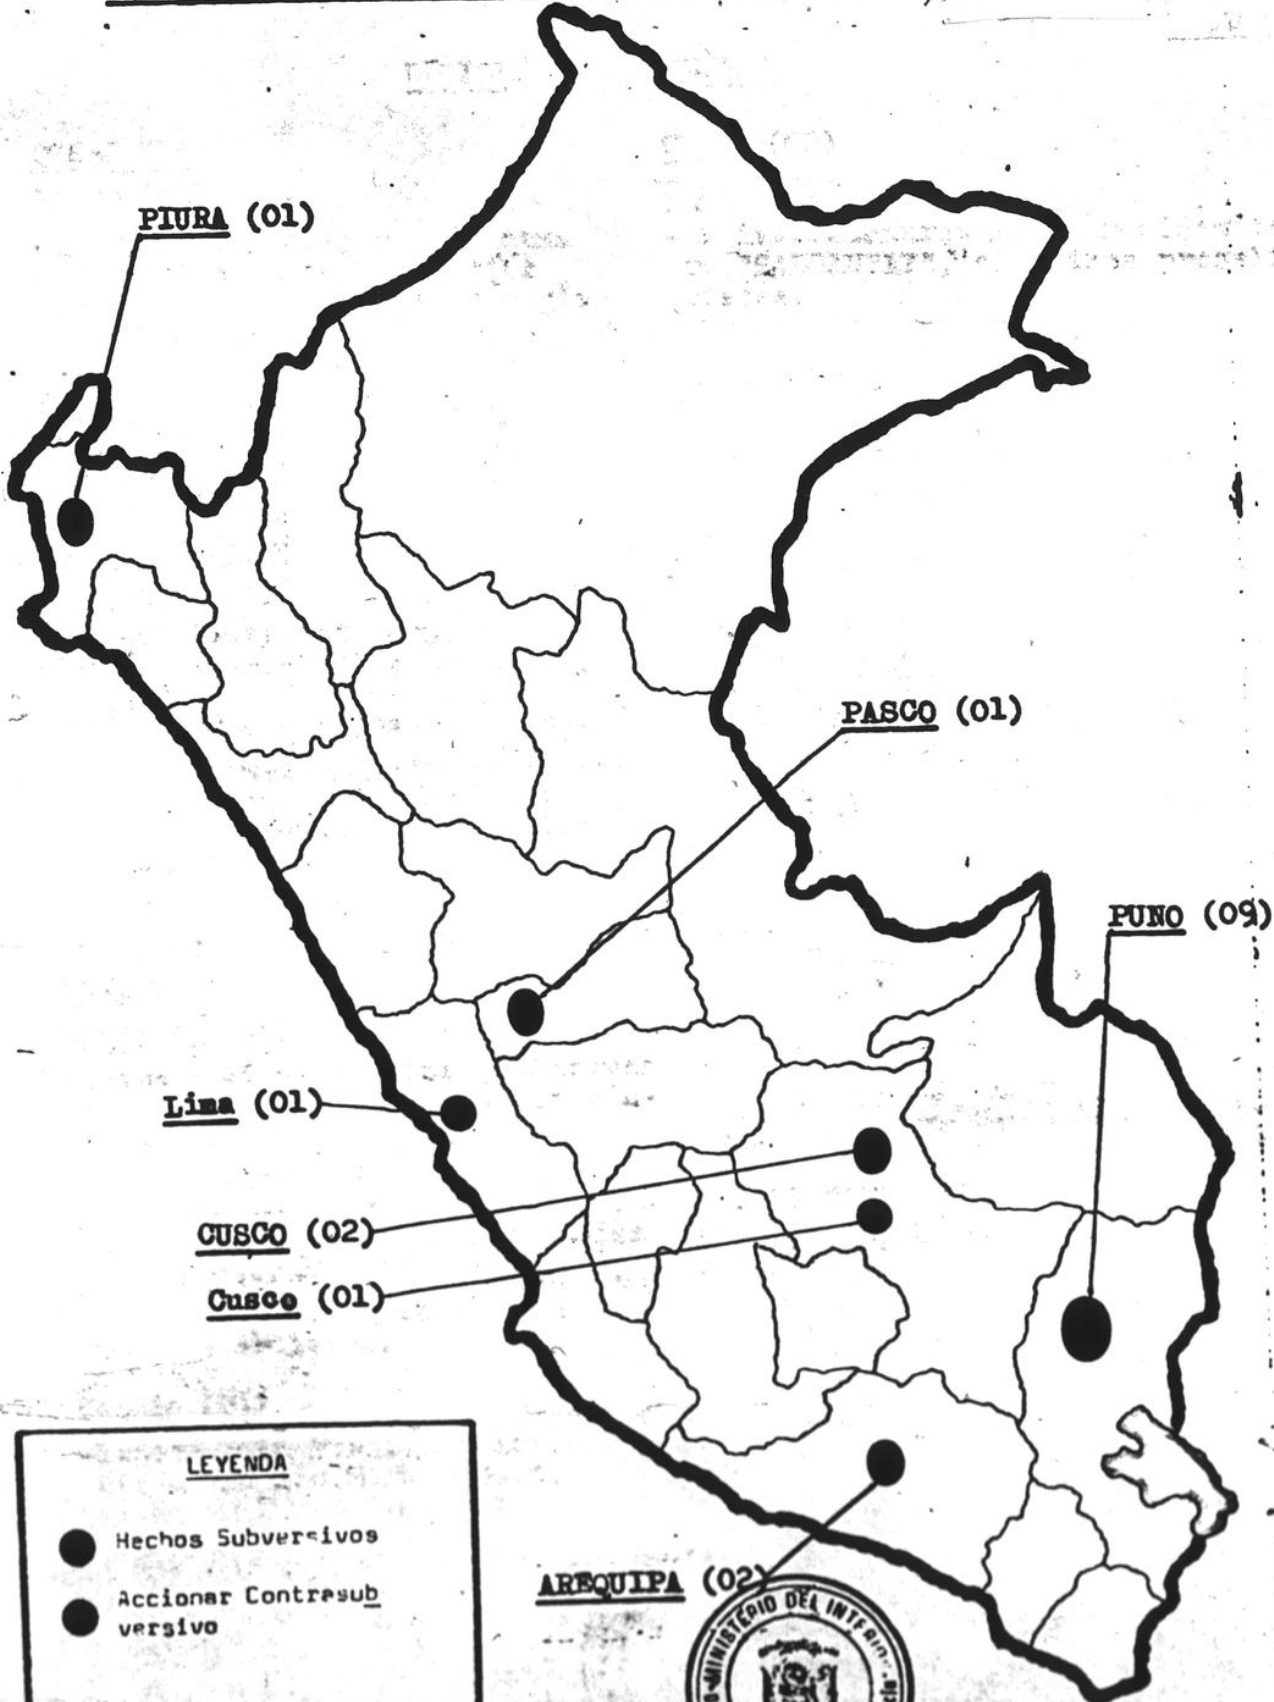 PIURA (01)
PASCO (01)
PUNO (09)
Lima (01)
CUSCO (02)
Cusco (01)
LEYENDA
Hechos Subversivos
Accionar Contrasub
versivo
AREQUIPA (02)
MINISTERIO DEL INTERIOR